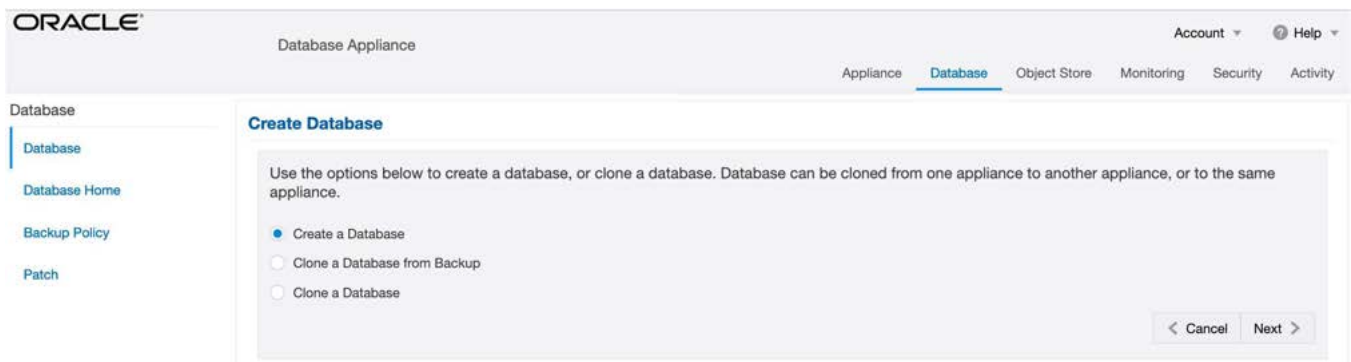 ORACLE
Database Appliance
Account
Help
Appliance Database Object Store Monitoring Security Activity
Database
Database
Database Home
Backup Policy
Patch
Create Database
Use the options below to create a database, or clone a database. Database can be cloned from one appliance to another appliance, or to the same
appliance.
Create a Database
Clone a Database from Backup
Clone a Database
Cancel
Next